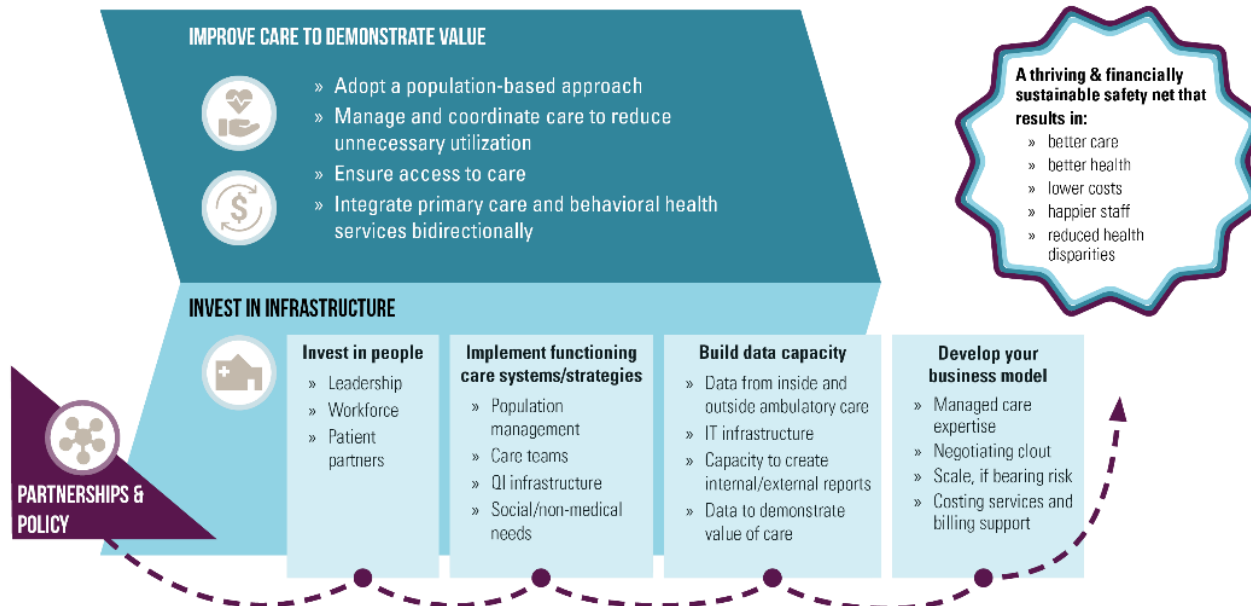 IMPROVE CARE TO DEMONSTRATE VALUE
» Adopt a population-based approach
» Manage and coordinate care to reduce
unnecessary utilization
» Ensure access to care
» Integrate primary care and behavioral health
services bidirectionally
$
A thriving & financially
sustainable safety net that
results in:
» better care
» better health
» lower costs
» happier staff
» reduced health
disparities
INVEST IN INFRASTRUCTURE
Invest in people
» Leadership
» Workforce
» Patient
partners
Implement functioning
care systems/strategies
» Population
management
» Care teams
» QI infrastructure
» Social/non-medical
needs
Build data capacity
» Data from inside and
outside ambulatory care
» IT infrastructure
» Capacity to create
internal/external reports
» Data to demonstrate
value of care
Develop your
business model
» Managed care
expertise
» Negotiating clout
» Scale, if bearing risk
» Costing services and
billing support
PARTNERSHIPS &
POLICY